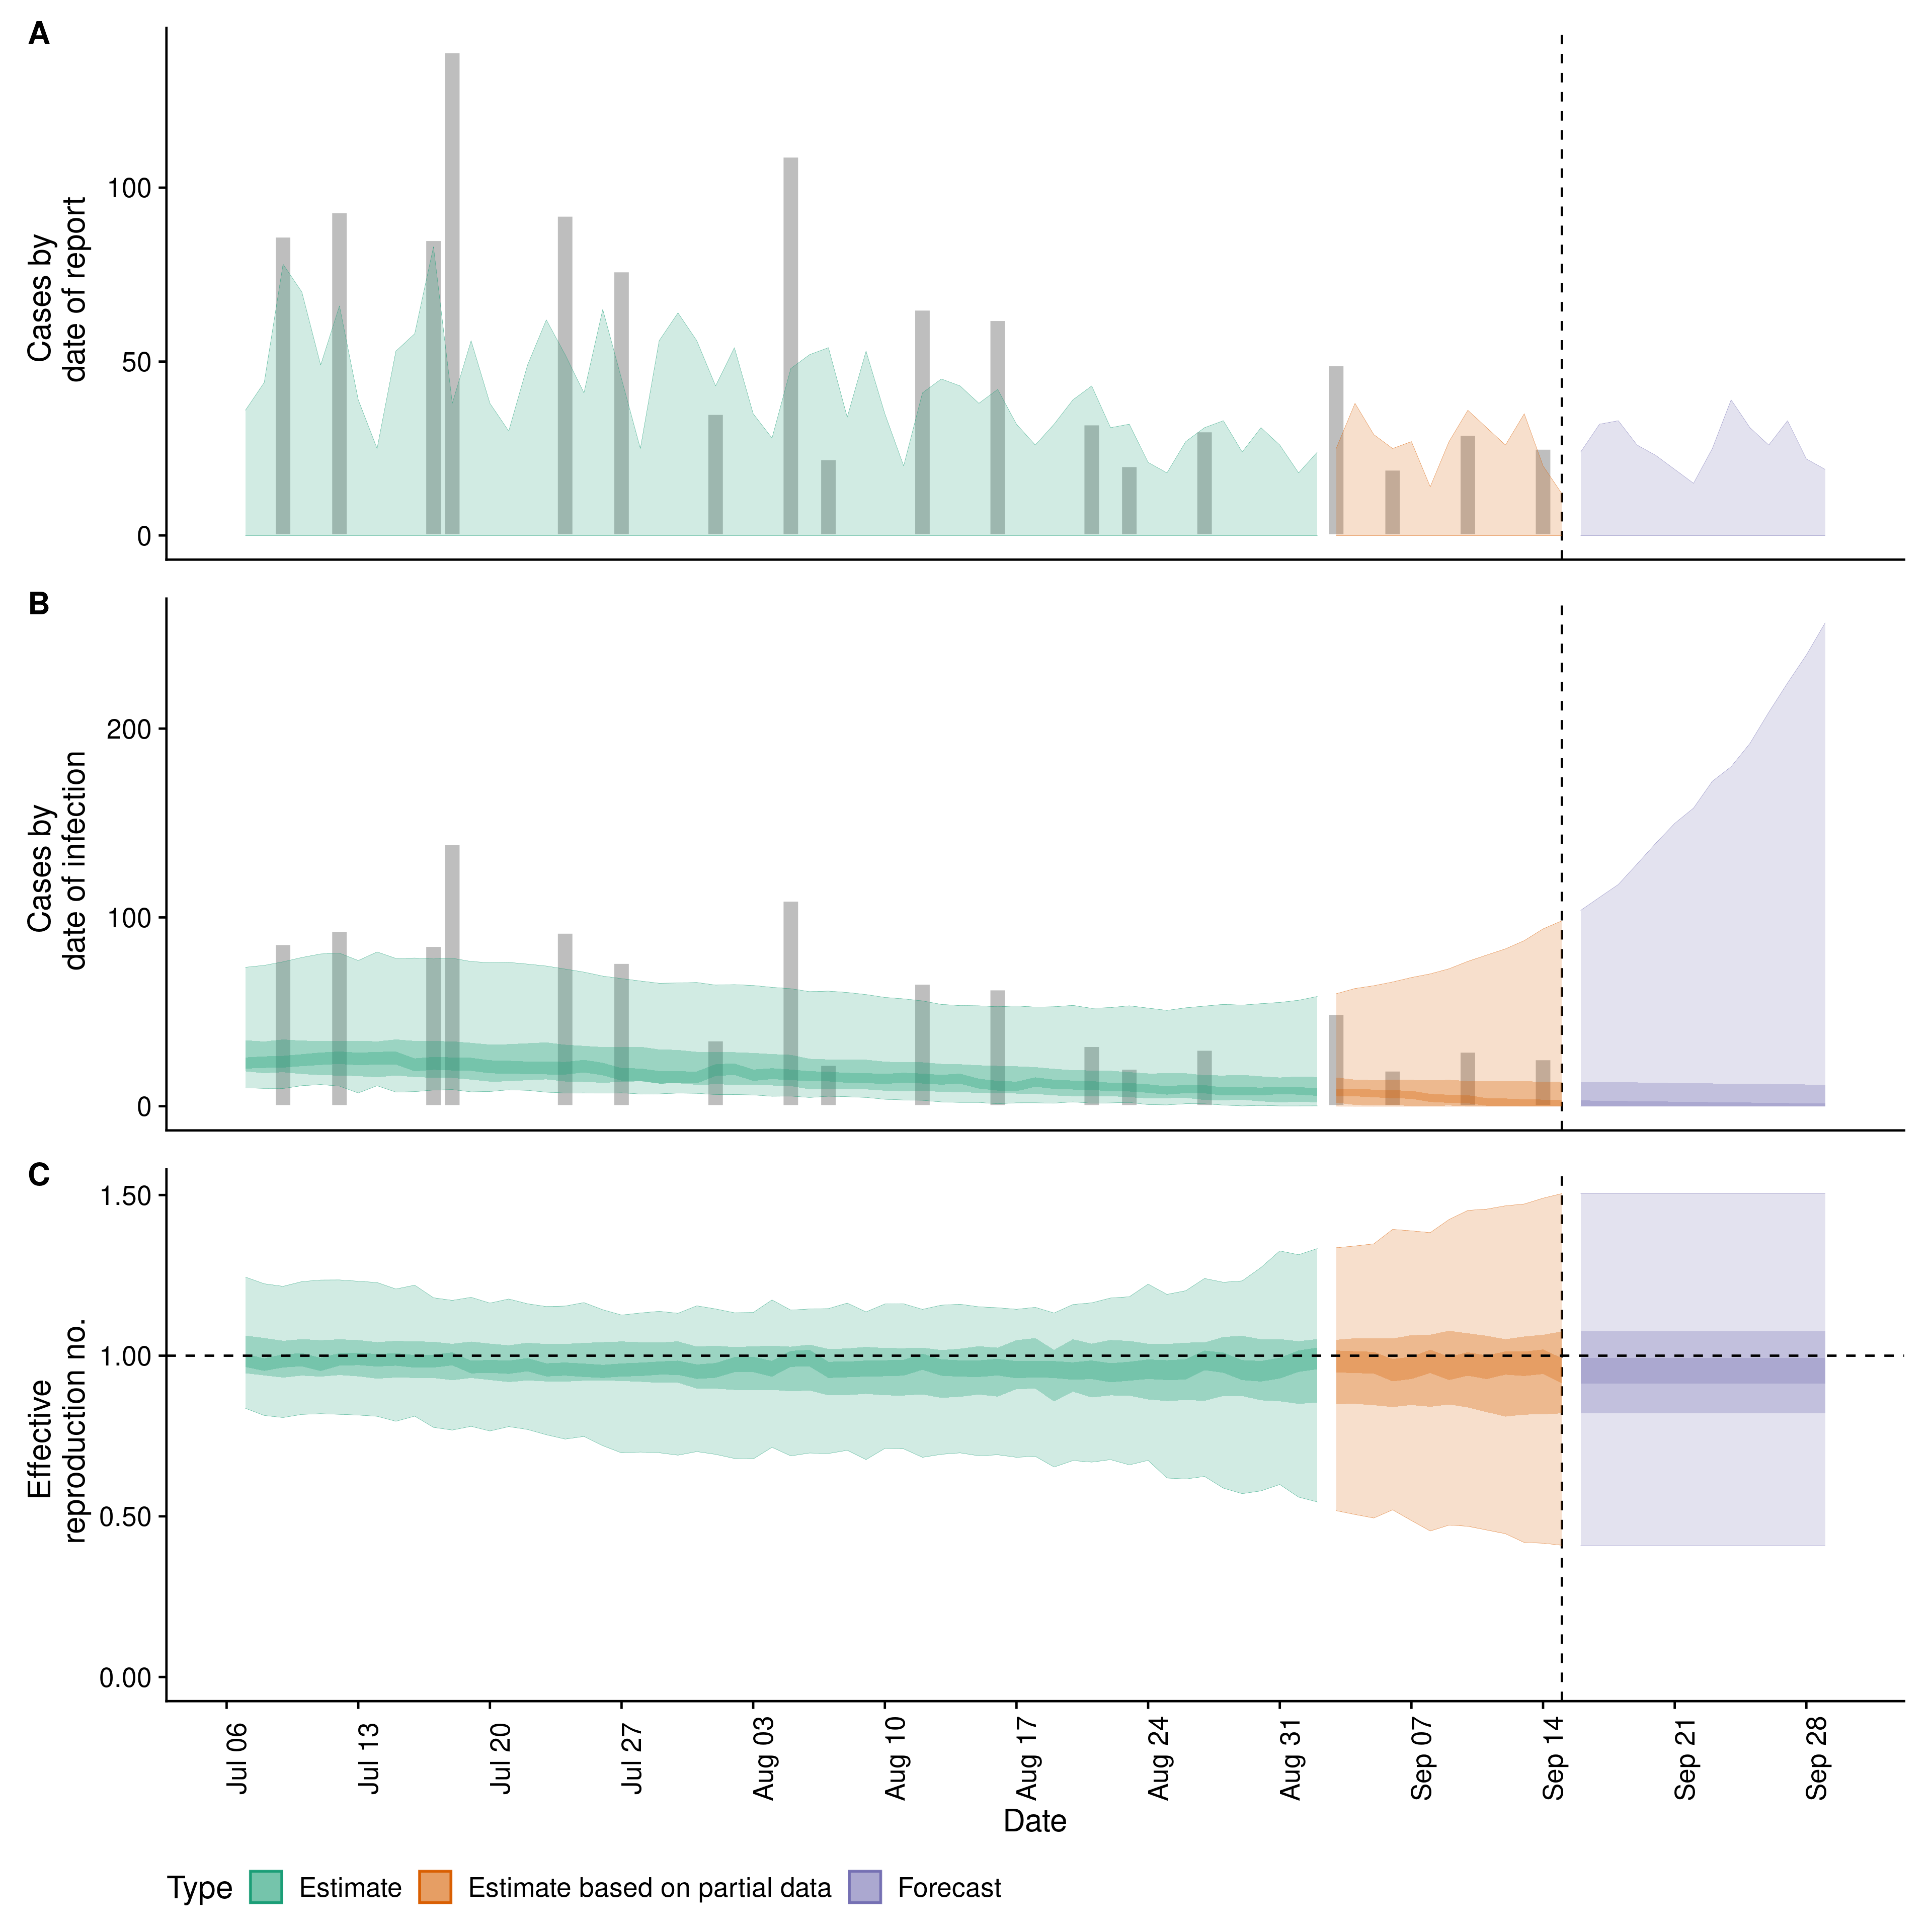 A
Cases by
date of report
100
50
0
B
Cases by
date of infection
200
100
0
C
Effective
reproduction no.
1.50
1.00
0.50
0.00
Jul 06
Jul 13
Jul 20
Jul 27
Aug 03
Aug 10
Aug 17
Aug 24
Aug 31
Sep 07
Sep 14
Sep 21
Sep 28
Date
Type Estimate Estimate based on partial data Forecast